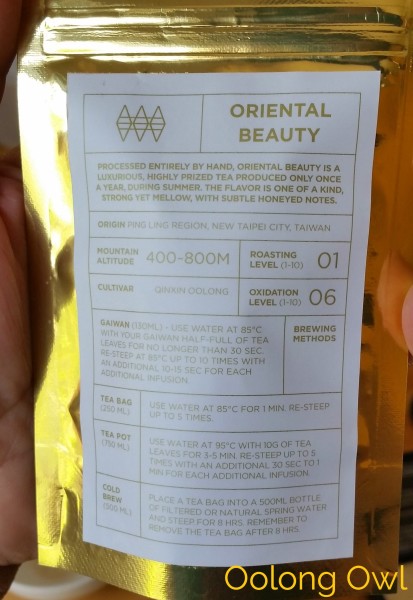 ORIENTAL
BEAUTY
PROCESSED ENTIRELY BY HAND, ORIENTAL BEAUTY IS A
LUXURIOUS, HIGHLY PRIZED TEA PRODUCED ONLY ONCE
A YEAR, DURING SUMMER. THE FLAVOR IS ONE OF A KIND,
STRONG YET MELLOW, WITH SUBTLE HONEYED NOTES.
ORIGIN PING LING REGION, NEW TAIPEI CITY, TAIWAN
MOUNTAIN
ALTITUDE
400-800M
ROASTING
LEVEL (1-10)
01
CULTIVAR
QINXIN OOLONG
OXIDATION
LEVEL (1-10)
06
GAIWAN (130ML) - USE WATER AT 85°C
WITH YOUR GAIWAN HALF-FULL OF TEA
LEAVES FOR NO LONGER THAN 30 SEC.
RE-STEEP AT 85°C UP TO 10 TIMES WITH
AN ADDITIONAL 10-15 SEC FOR EACH
ADDITIONAL INFUSION.
BREWING
METHODS
TEA BAG
(250 ML)
USE WATER AT 85°C FOR 1 MIN. RE-STEEP
UP TO 5 TIMES.
TEA POT
(750 ML)
USE WATER AT 95°C WITH 10G OF TEA
LEAVES FOR 3-5 MIN. RE-STEEP UP TO 5
TIMES WITH AN ADDITIONAL 30 SEC TO 1
MIN FOR EACH ADDITIONAL INFUSION.
COLD
BREW
(505 ML)
PLACE A TEA BAG INTO A 500ML BOTTLE
OF FILTERED OR NATURAL SPRING WATER
AND STEEP FOR 8 HRS. REMEMBER TO
REMOVE THE TEA BAG AFTER 8 HRS.
Oolong Owl